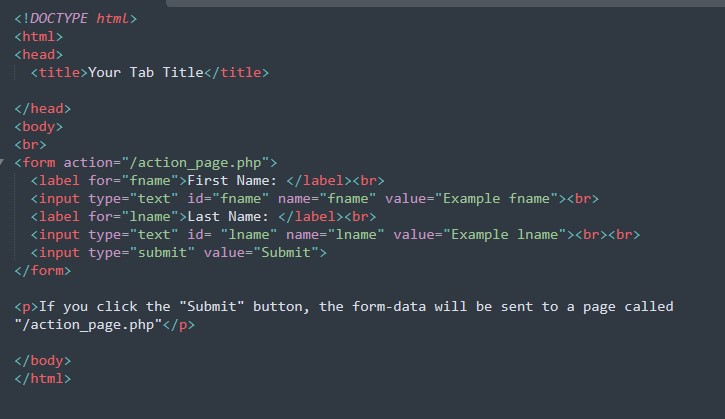 <!DOCTYPE html>
<html>
<head>
<title>Your Tab Title</title>
</head>
<body>
<br>
<form action="/action_page.php">
<label for="fname">First Name: </label><br>
<input type="text" id="fname" name="fname" value="Example fname"><br>
<label for="lname">Last Name: </label><br>
<input type="text" id= "lname" name="lname" value="Example lname"><br><br>
<input type="submit" value="Submit">
</form>
<p>If you click the "Submit" button, the form-data will be sent to a page called
"/action_page.php"</p>
</body>
</html>